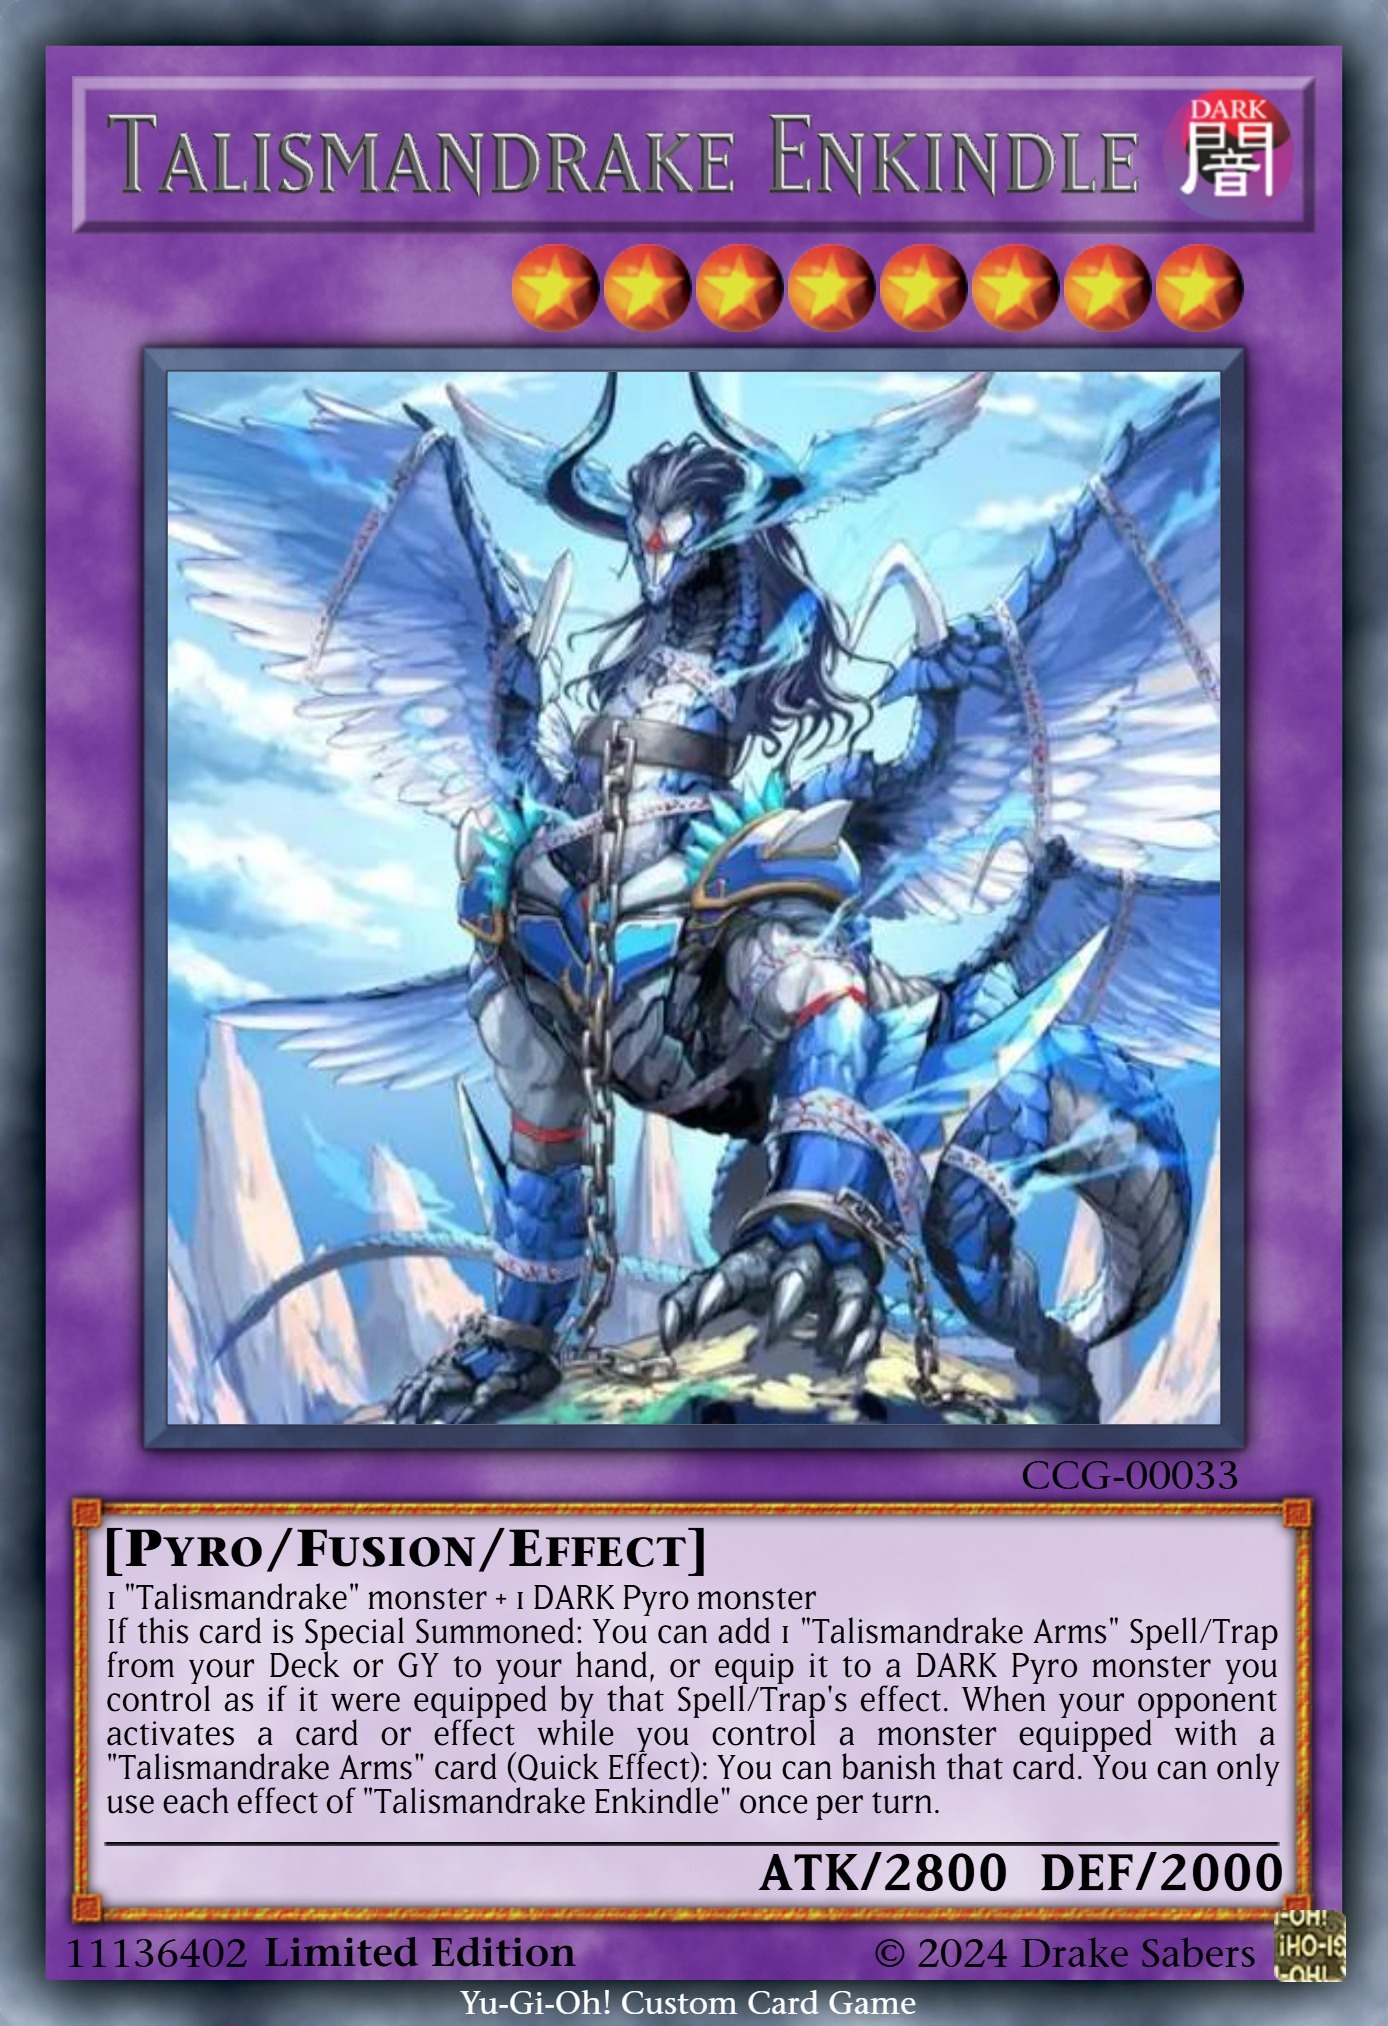 Talismandrake Enkindle
DARK
闇
CCG-00033
[Pyro/Fusion/Effect]
1 "Talismandrake" monster + 1 DARK Pyro monster
If this card is Special Summoned: You can add 1 "Talismandrake Arms" Spell/Trap
from your Deck or GY to your hand, or equip it to a DARK Pyro monster you
control as if it were equipped by that Spell/Trap's effect. When your opponent
activates a card or effect while you control a monster equipped with a
"Talismandrake Arms" card (Quick Effect): You can banish that card. You can only
use each effect of "Talismandrake Enkindle" once per turn.
ATK/2800 DEF/2000
11136402 Limited Edition
© 2024 Drake Sabers
Yu-Gi-Oh! Custom Card Game